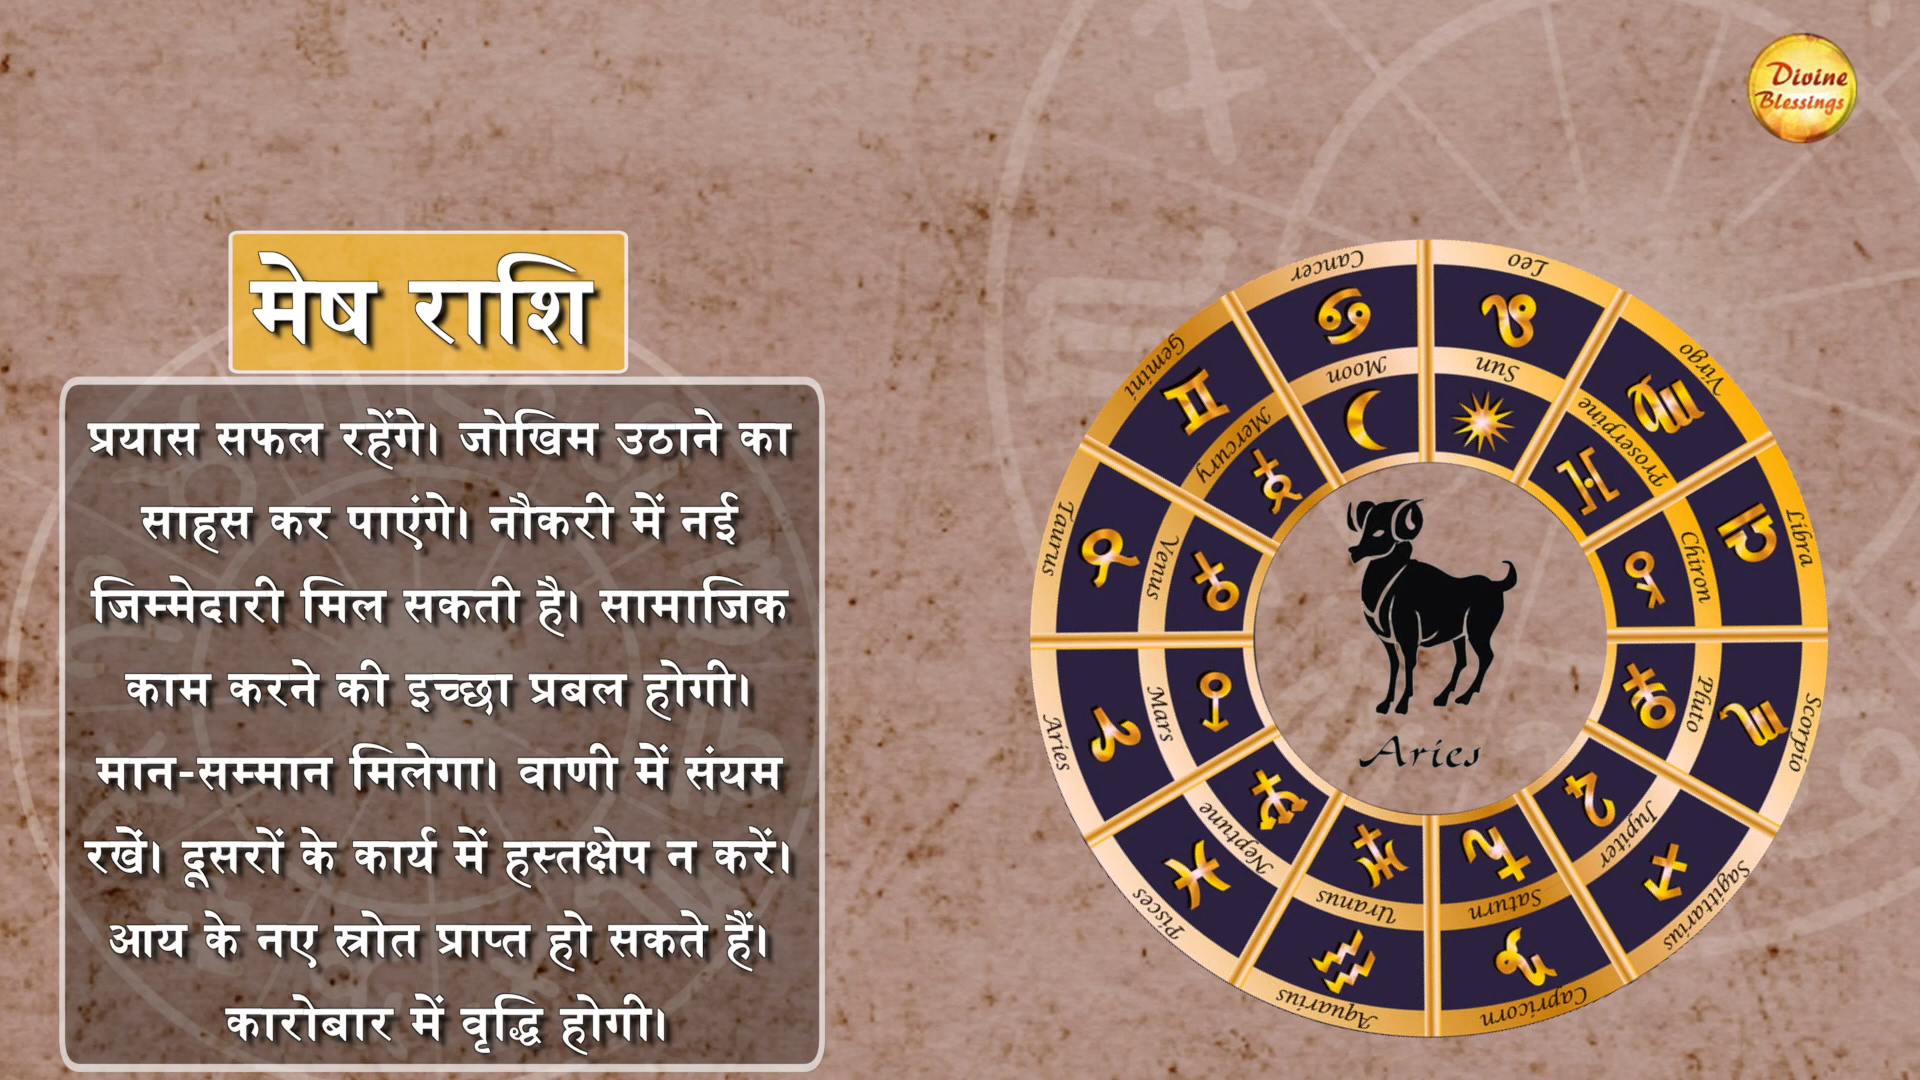 Divine
Blessings
मेष राशि
प्रयास सफल रहेंगे। जोखिम उठाने का
साहस कर पाएंगे। नौकरी में नई
जिम्मेदारी मिल सकती है। सामाजिक
काम करने की इच्छा प्रबल होगी।
मान-सम्मान मिलेगा। वाणी में संयम
रखें। दूसरों के कार्य में हस्तक्षेप न करें।
आय के नए स्रोत प्राप्त हो सकते हैं।
कारोबार में वृद्धि होगी।
Cancer
Leo
Virgo
Libra
Scorpio
Sagittarius
Capricorn
Aquarius
Pisces
Aries
Taurus
Gemini
Moon
Sun
Proserpine
Chiron
Pluto
Jupiter
Saturn
Uranus
Neptune
Mars
Venus
Mercury
Aries